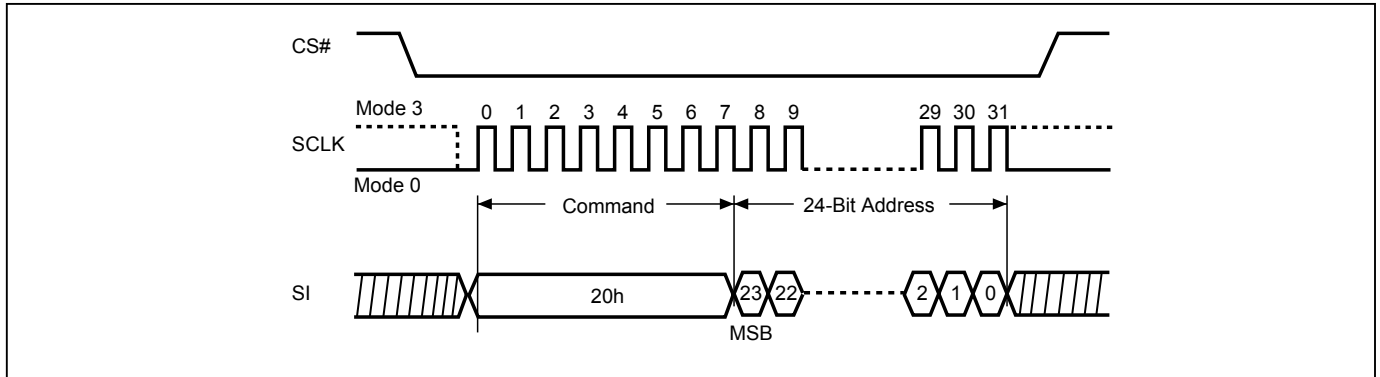 CS#
Mode 3
0 1 2 3 4 5 6 7 8 9 29 30 31
SCLK
Mode 0
Command 24-Bit Address
SI 20h 23 22 2 1 0
MSB